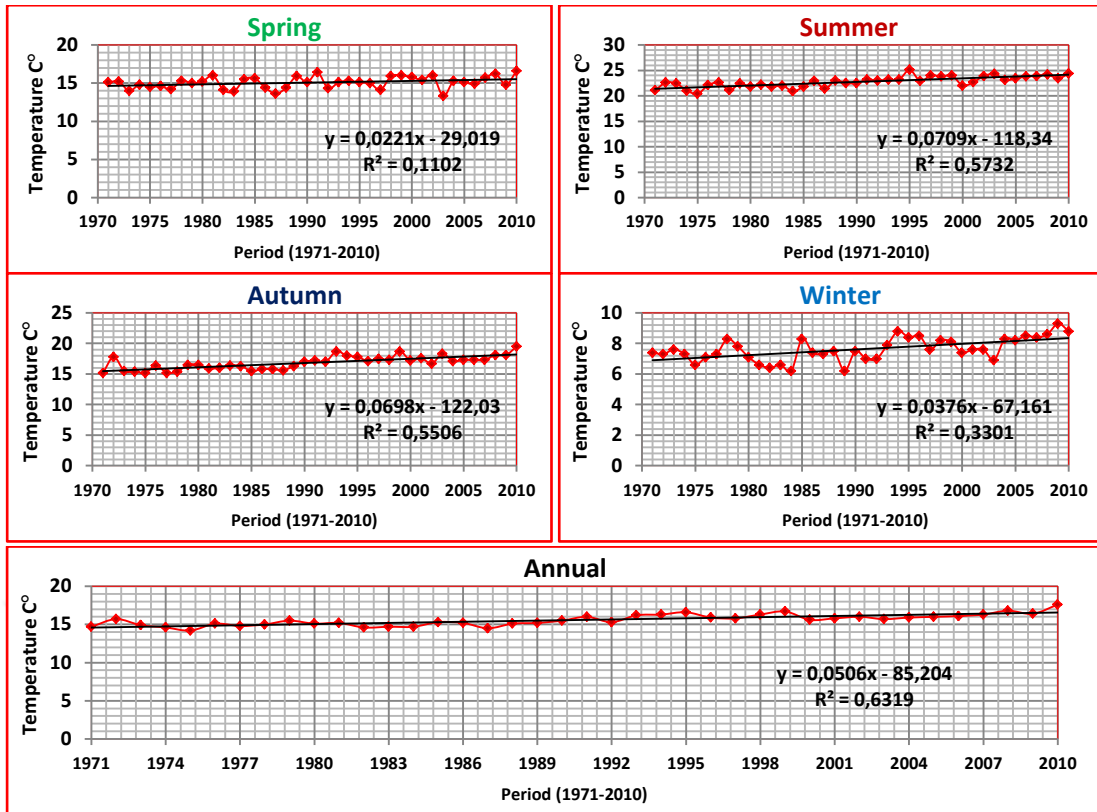 Spring
Temperature C°
20
15
10
5
0
y = 0,0221x - 29,019
R² = 0,1102
1970 1975 1980 1985 1990 1995 2000 2005 2010
Period (1971-2010)
Summer
Temperature C°
30
25
20
15
10
5
0
y = 0,0709x - 118,34
R² = 0,5732
1970 1975 1980 1985 1990 1995 2000 2005 2010
Period (1971-2010)
Autumn
Temperature C°
25
20
15
10
5
0
y = 0,0698x - 122,03
R² = 0,5506
1970 1975 1980 1985 1990 1995 2000 2005 2010
Period (1971-2010)
Winter
Temperature C°
10
8
6
4
2
0
y = 0,0376x - 67,161
R² = 0,3301
1970 1975 1980 1985 1990 1995 2000 2005 2010
Period (1971-2010)
Annual
Temperature C°
20
15
10
5
0
y = 0,0506x - 85,204
R² = 0,6319
1971 1974 1977 1980 1983 1986 1989 1992 1995 1998 2001 2004 2007 2010
Period (1971-2010)